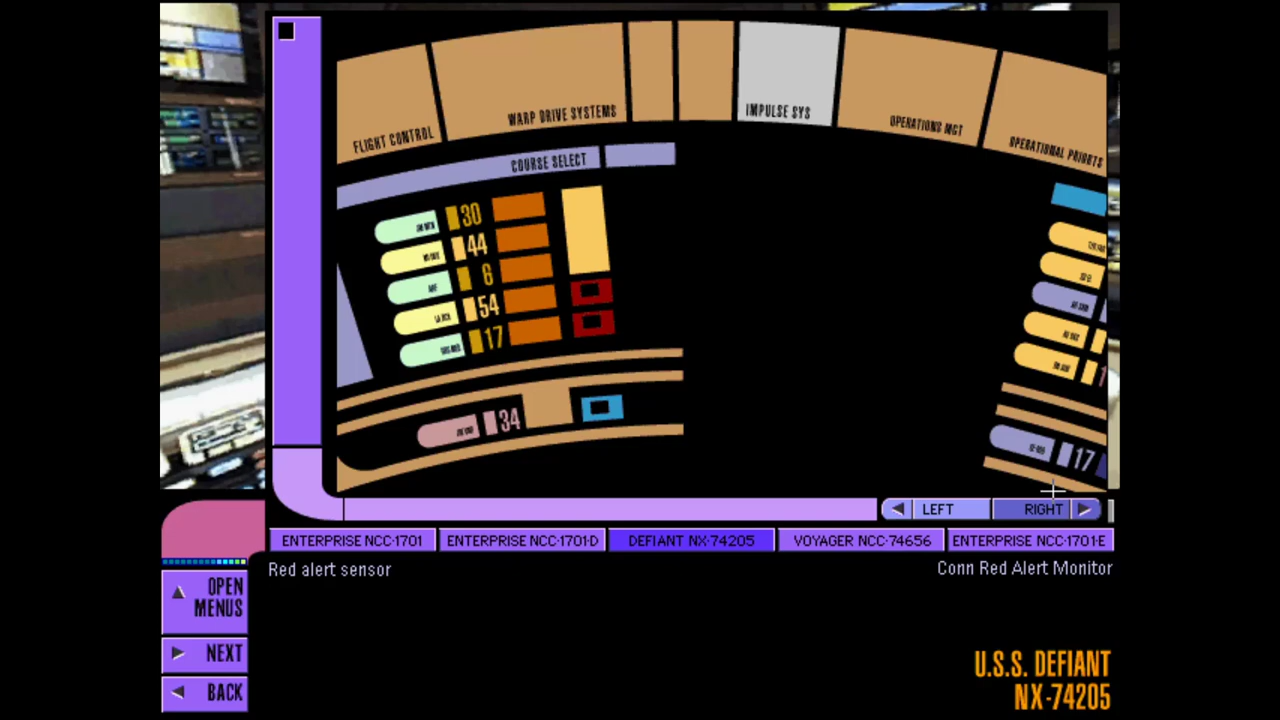 FLIGHT CONTROL
WARP DRIVE SYSTEMS
IMPULSE SYS
OPERATIONS MGT
OPERATIONAL PRIORITS
COURSE SELECT
30
44
6
54
17
34
17
LEFT
RIGHT
ENTERPRISE NCC-1701
ENTERPRISE NCC-1701-D
DEFIANT NX-74205
VOYAGER NCC-74656
ENTERPRISE NCC-1701-E
Red alert sensor
Conn Red Alert Monitor
OPEN
MENUS
NEXT
BACK
U.S.S. DEFIANT
NX-74205